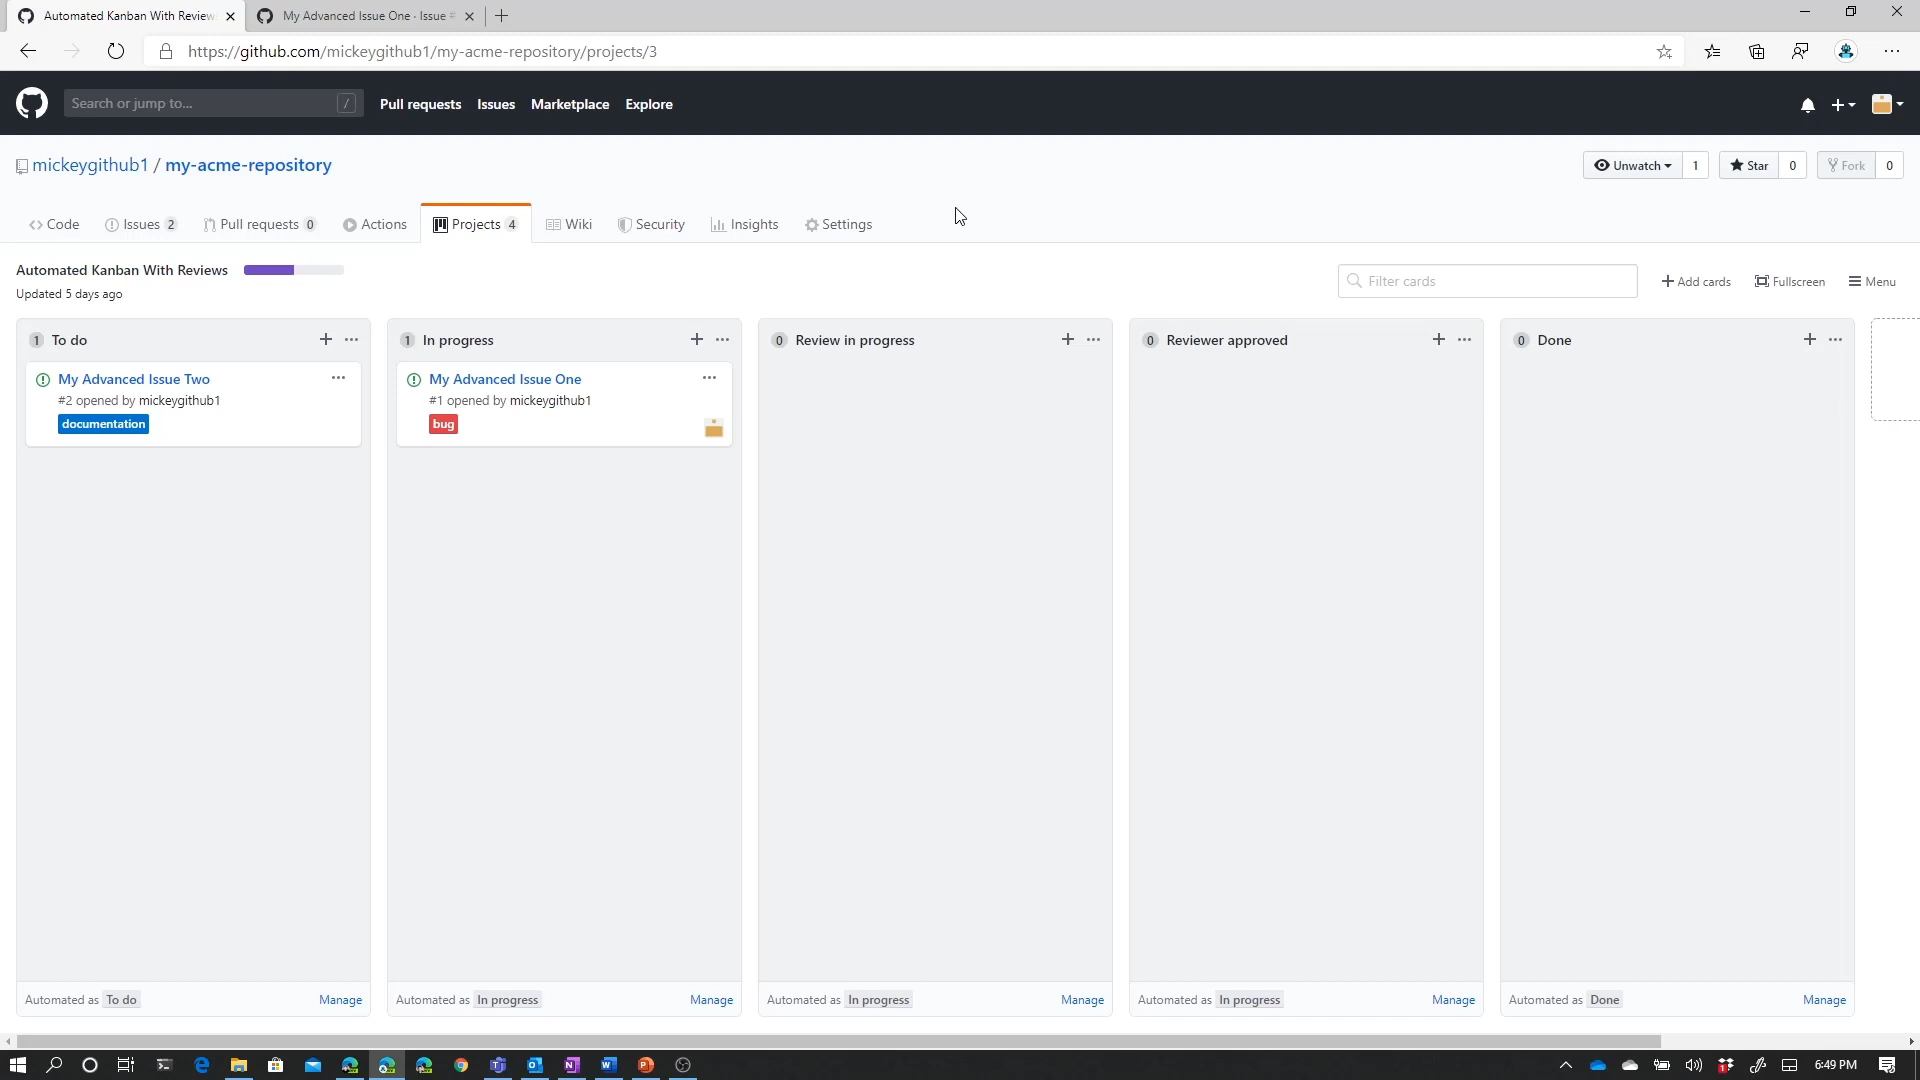 Automated Kanban With Review
My Advanced Issue One · Issue #
https://github.com/mickeygithub1/my-acme-repository/projects/3
Search or jump to...
/
Pull requests
Issues
Marketplace
Explore
mickeygithub1 / my-acme-repository
Unwatch
1
Star
0
Fork
0
Code
Issues 2
Pull requests 0
Actions
Projects 4
Wiki
Security
Insights
Settings
Automated Kanban With Reviews
Updated 5 days ago
Filter cards
Add cards
Fullscreen
Menu
1 To do
My Advanced Issue Two
#2 opened by mickeygithub1
documentation
Automated as To do
Manage
1 In progress
My Advanced Issue One
#1 opened by mickeygithub1
bug
Automated as In progress
Manage
0 Review in progress
Automated as In progress
Manage
0 Reviewer approved
Automated as In progress
Manage
0 Done
Automated as Done
Manage
6:49 PM